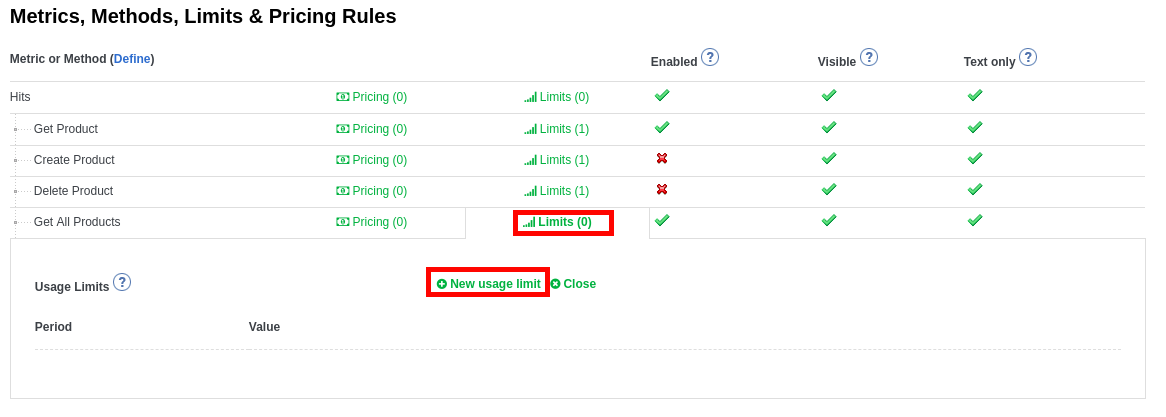 Metrics, Methods, Limits & Pricing Rules
Metric or Method (Define) Enabled ? Visible ? Text only ?
Hits Pricing (0) Limits (0)
Get Product Pricing (0) Limits (1)
Create Product Pricing (0) Limits (1)
Delete Product Pricing (0) Limits (1)
Get All Products Pricing (0) Limits (0)
Usage Limits ? New usage limit Close
Period Value